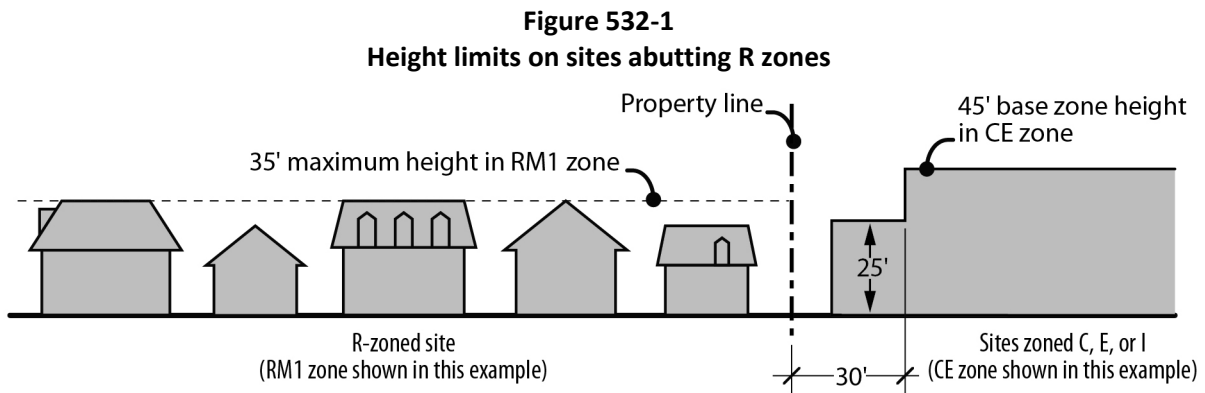 Figure 532-1
Height limits on sites abutting R zones
Property line
45' base zone height
in CE zone
35' maximum height in RM1 zone
25'
R-zoned site
(RM1 zone shown in this example)
30'
Sites zoned C, E, or I
(CE zone shown in this example)